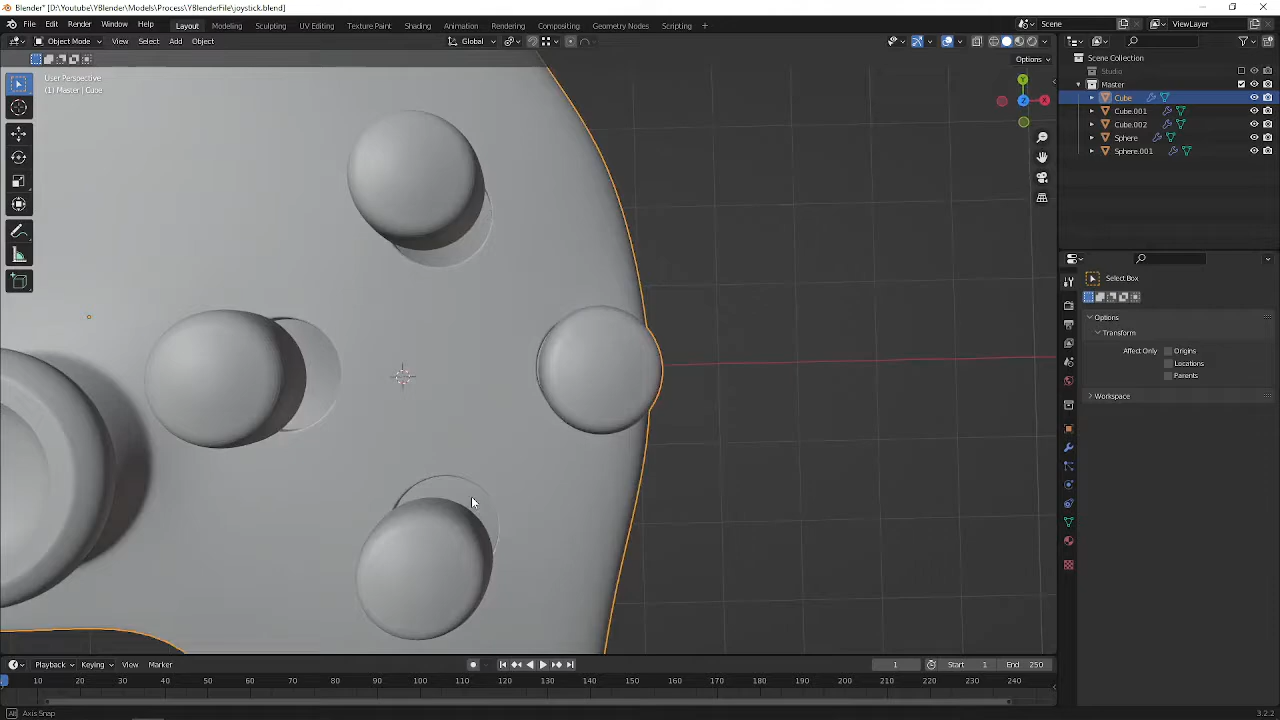 Blender* [D:\Youtube\YBlender\Models\Process\YBlenderFile\joystick.blend]
File Edit Render Window Help Layout Modeling Sculpting UV Editing Texture Paint Shading Animation Rendering Compositing Geometry Nodes Scripting + Scene ViewLayer
Object Mode View Select Add Object Global
Options
User Perspective
(1) Master | Cube
Y
Z X
Scene Collection
Studio
Master
Cube
Cube.001
Cube.002
Sphere
Sphere.001
Select Box
Options
Transform
Affect Only Origins
Locations
Parents
Workspace
Playback Keying View Marker 1 Start 1 End 250
10 20 30 40 50 60 70 80 90 100 110 120 130 140 150 160 170 180 190 200 210 220 230 240
Alt Axis Snap 3.2.2